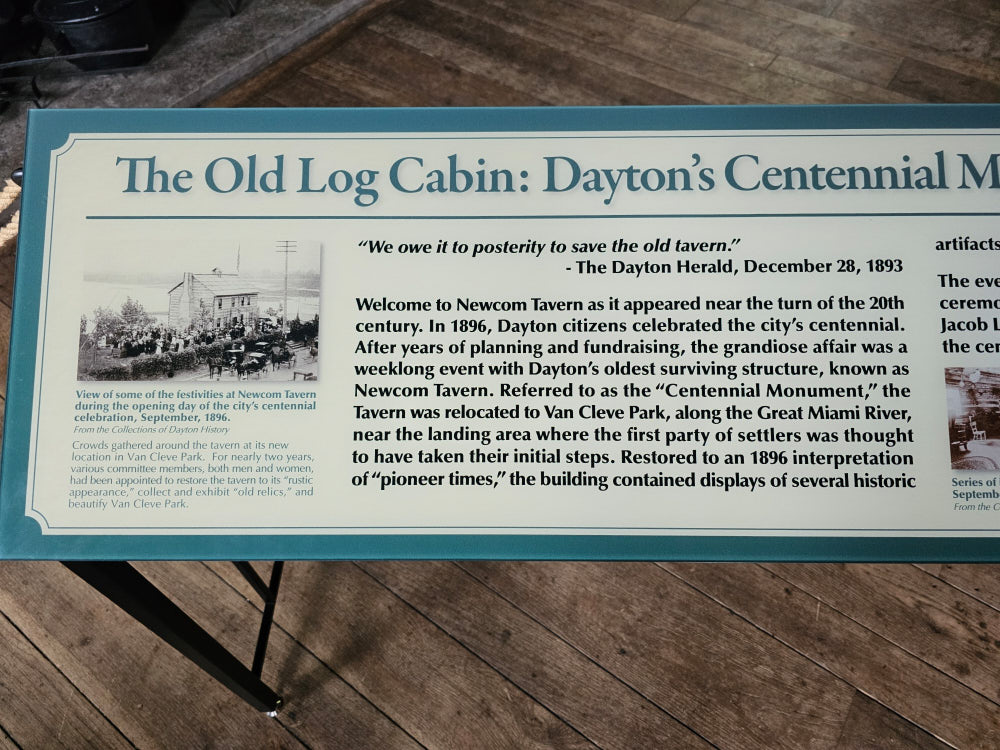 The Old Log Cabin: Dayton's Centennial M
"We owe it to posterity to save the old tavern."
- The Dayton Herald, December 28, 1893
Welcome to Newcom Tavern as it appeared near the turn of the 20th
century. In 1896, Dayton citizens celebrated the city's centennial.
After years of planning and fundraising, the grandiose affair was a
weeklong event with Dayton's oldest surviving structure, known as
Newcom Tavern. Referred to as the "Centennial Monument," the
Tavern was relocated to Van Cleve Park, along the Great Miami River,
near the landing area where the first party of settlers was thought
to have taken their initial steps. Restored to an 1896 interpretation
of "pioneer times," the building contained displays of several historic
View of some of the festivities at Newcom Tavern
during the opening day of the city's centennial
celebration, September, 1896.
From the Collections of Dayton History
Crowds gathered around the tavern at its new
location in Van Cleve Park. For nearly two years,
various committee members, both men and women,
had been appointed to restore the tavern to its "rustic
appearance," collect and exhibit "old relics," and
beautify Van Cleve Park.
artifacts
The eve
ceremo
Jacob L
the cen
Series of
Septemb
From the C